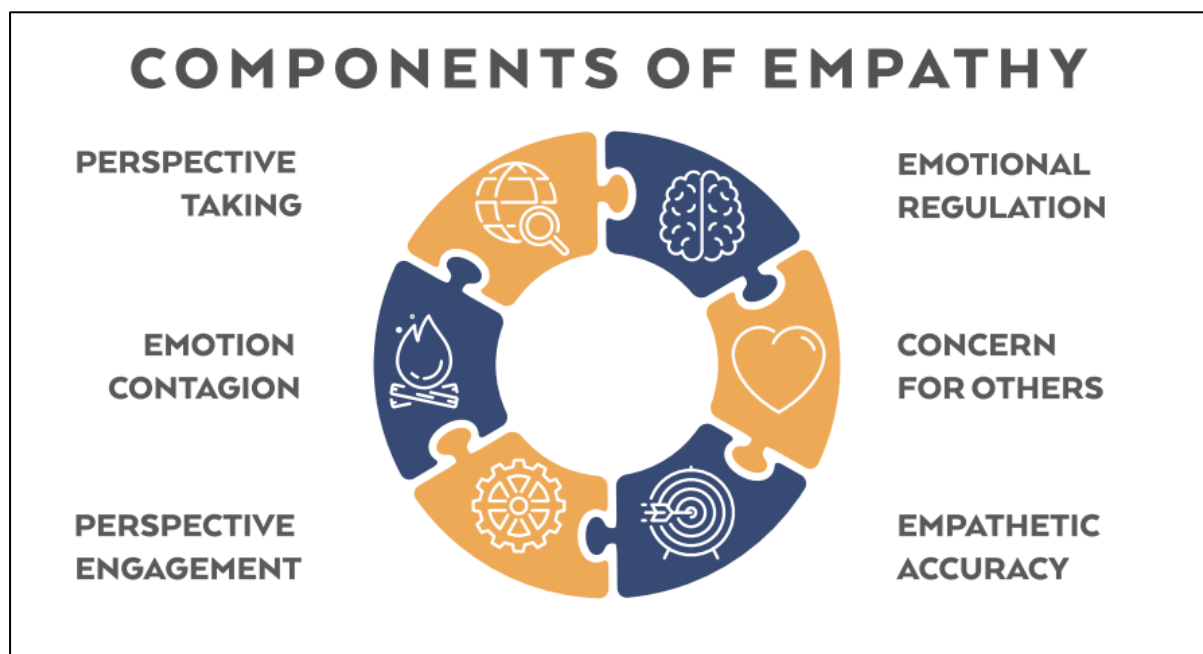 COMPONENTS OF EMPATHY
PERSPECTIVE
TAKING
EMOTION
CONTAGION
PERSPECTIVE
ENGAGEMENT
EMOTIONAL
REGULATION
CONCERN
FOR OTHERS
EMPATHETIC
ACCURACY